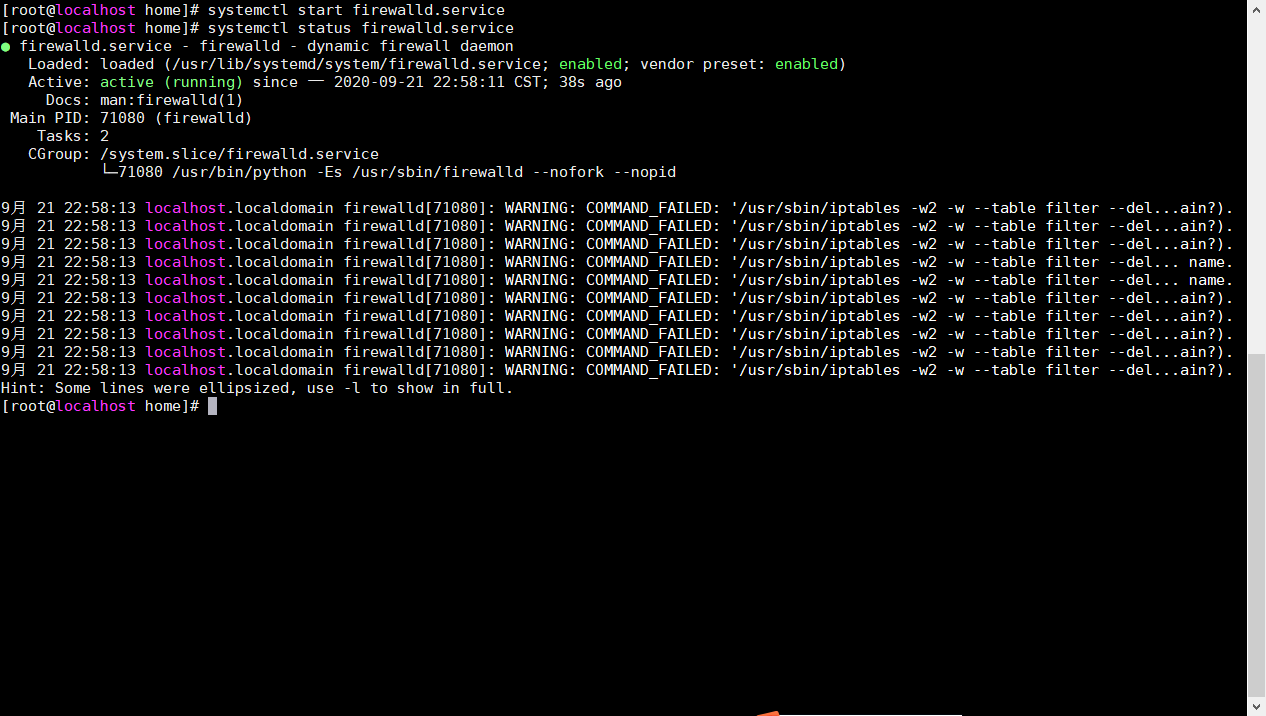 [root@localhost home]# systemctl start firewalld.service
[root@localhost home]# systemctl status firewalld.service
● firewalld.service - firewalld - dynamic firewall daemon
   Loaded: loaded (/usr/lib/systemd/system/firewalld.service; enabled; vendor preset: enabled)
   Active: active (running) since 一 2020-09-21 22:58:11 CST; 38s ago
     Docs: man:firewalld(1)
 Main PID: 71080 (firewalld)
    Tasks: 2
   CGroup: /system.slice/firewalld.service
           └─71080 /usr/bin/python -Es /usr/sbin/firewalld --nofork --nopid

9月 21 22:58:13 localhost.localdomain firewalld[71080]: WARNING: COMMAND_FAILED: '/usr/sbin/iptables -w2 -w --table filter --del...ain?).
9月 21 22:58:13 localhost.localdomain firewalld[71080]: WARNING: COMMAND_FAILED: '/usr/sbin/iptables -w2 -w --table filter --del...ain?).
9月 21 22:58:13 localhost.localdomain firewalld[71080]: WARNING: COMMAND_FAILED: '/usr/sbin/iptables -w2 -w --table filter --del...ain?).
9月 21 22:58:13 localhost.localdomain firewalld[71080]: WARNING: COMMAND_FAILED: '/usr/sbin/iptables -w2 -w --table filter --del... name.
9月 21 22:58:13 localhost.localdomain firewalld[71080]: WARNING: COMMAND_FAILED: '/usr/sbin/iptables -w2 -w --table filter --del... name.
9月 21 22:58:13 localhost.localdomain firewalld[71080]: WARNING: COMMAND_FAILED: '/usr/sbin/iptables -w2 -w --table filter --del...ain?).
9月 21 22:58:13 localhost.localdomain firewalld[71080]: WARNING: COMMAND_FAILED: '/usr/sbin/iptables -w2 -w --table filter --del...ain?).
9月 21 22:58:13 localhost.localdomain firewalld[71080]: WARNING: COMMAND_FAILED: '/usr/sbin/iptables -w2 -w --table filter --del...ain?).
9月 21 22:58:13 localhost.localdomain firewalld[71080]: WARNING: COMMAND_FAILED: '/usr/sbin/iptables -w2 -w --table filter --del...ain?).
9月 21 22:58:13 localhost.localdomain firewalld[71080]: WARNING: COMMAND_FAILED: '/usr/sbin/iptables -w2 -w --table filter --del...ain?).
Hint: Some lines were ellipsized, use -l to show in full.
[root@localhost home]#